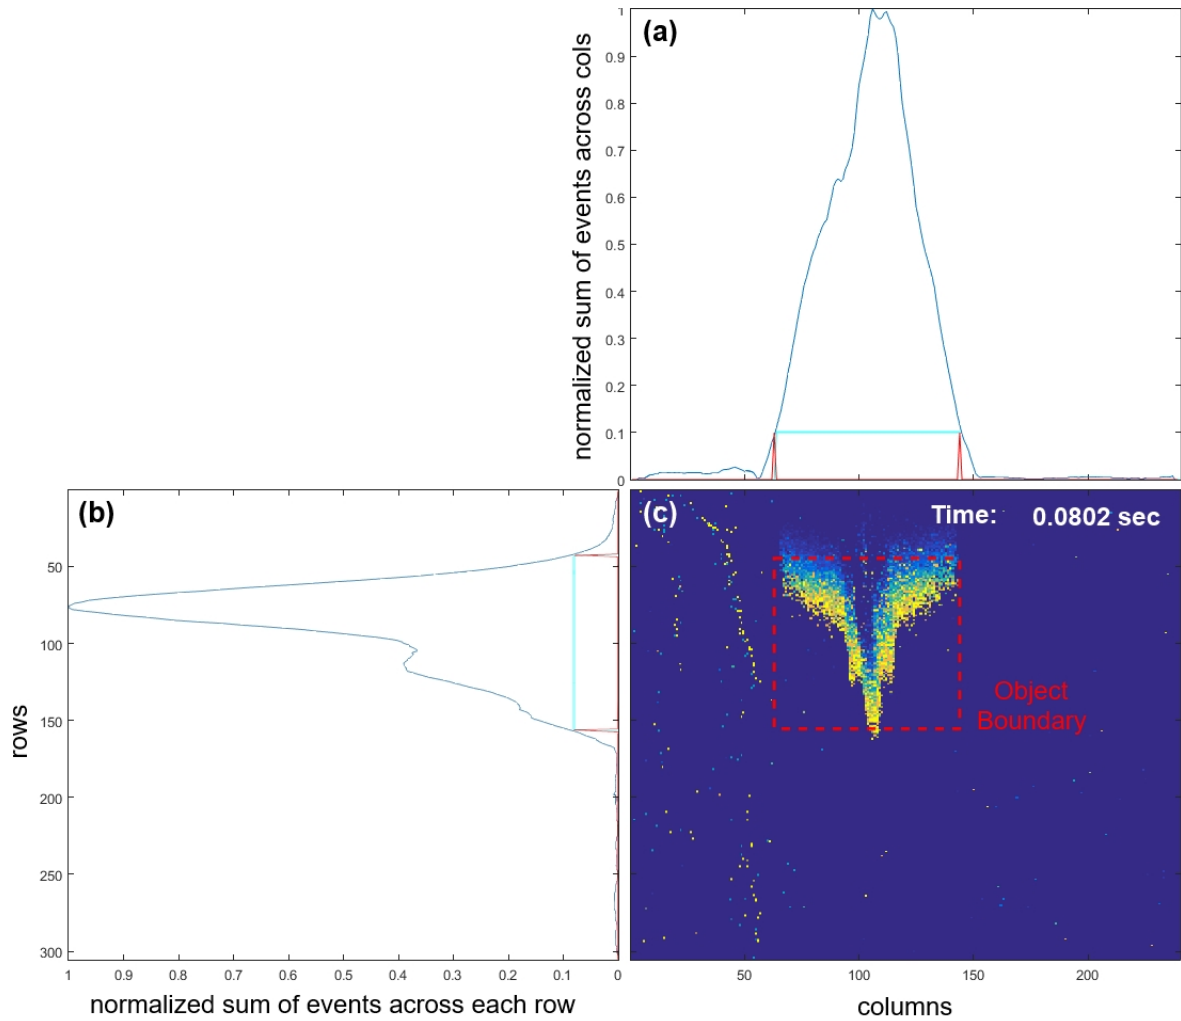 (a)
normalized sum of events across cols
1
0.9
0.8
0.7
0.6
0.5
0.4
0.3
0.2
0.1
0
(b)
rows
50
100
150
200
250
300
1 0.9 0.8 0.7 0.6 0.5 0.4 0.3 0.2 0.1 0
normalized sum of events across each row
(c)
Time: 0.0802 sec
Object
Boundary
50 100 150 200
columns